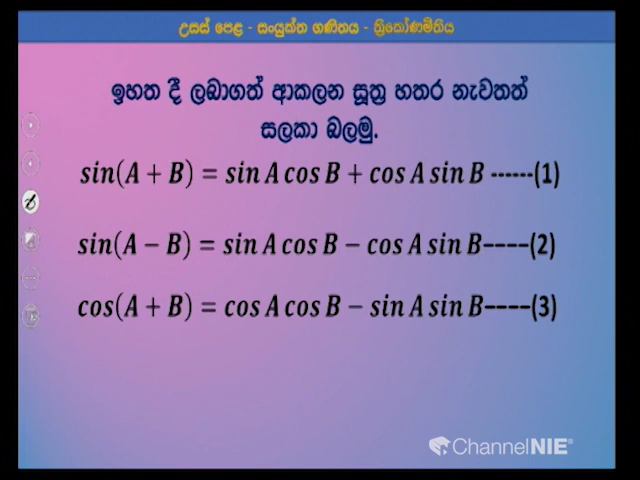 උසස් පෙළ - සංයුක්ත ගණිතය - ත්‍රිකෝණමිතිය
ඉහත දී ලබාගත් ආකලන සූත්‍ර හතර නැවතත්
සලකා බලමු.
sin(A + B) = sin A cos B + cos A sin B ------(1)
sin(A − B) = sin A cos B − cos A sin B----(2)
cos(A + B) = cos A cos B − sin A sin B----(3)
ChannelNIE